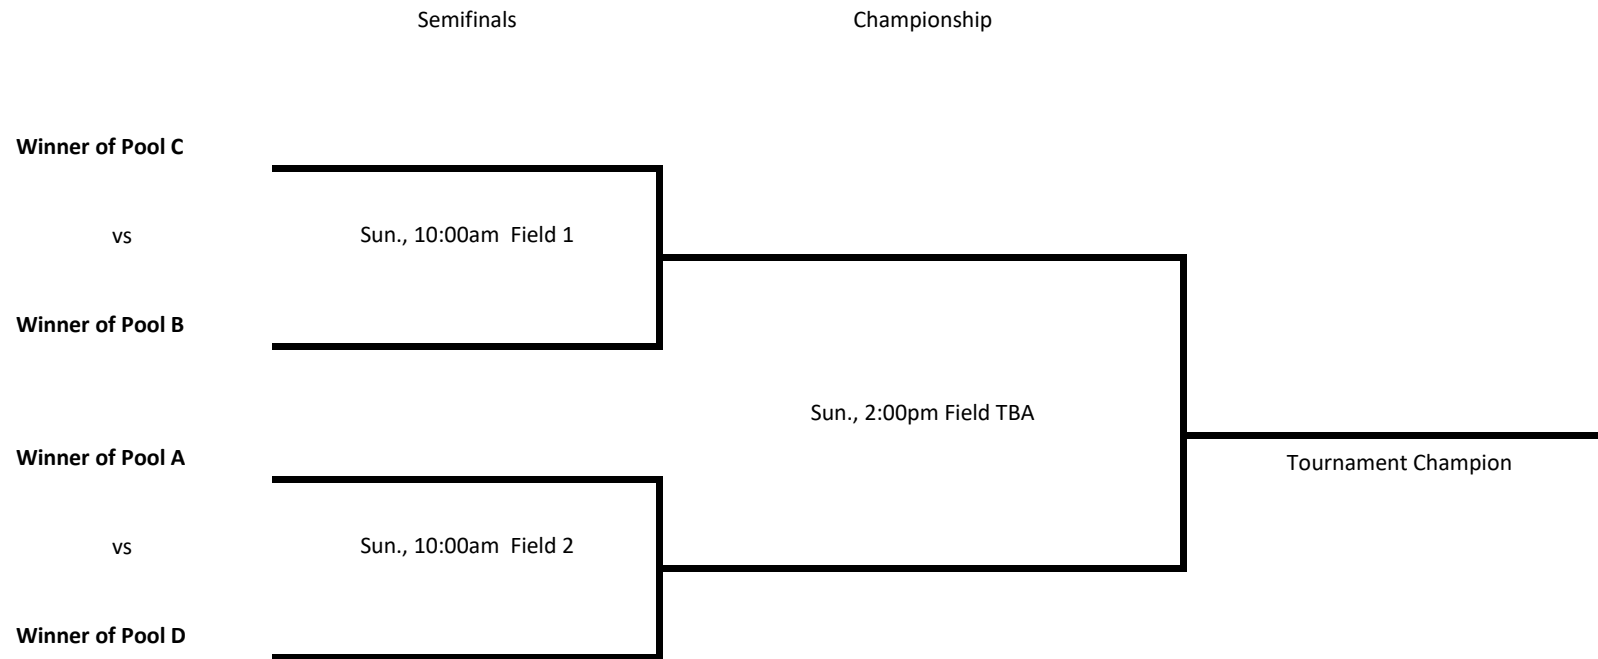 Semifinals
Championship
Winner of Pool C
vs
Sun., 10:00am  Field 1
Winner of Pool B
Sun., 2:00pm Field TBA
Winner of Pool A
Tournament Champion
vs
Sun., 10:00am  Field 2
Winner of Pool D